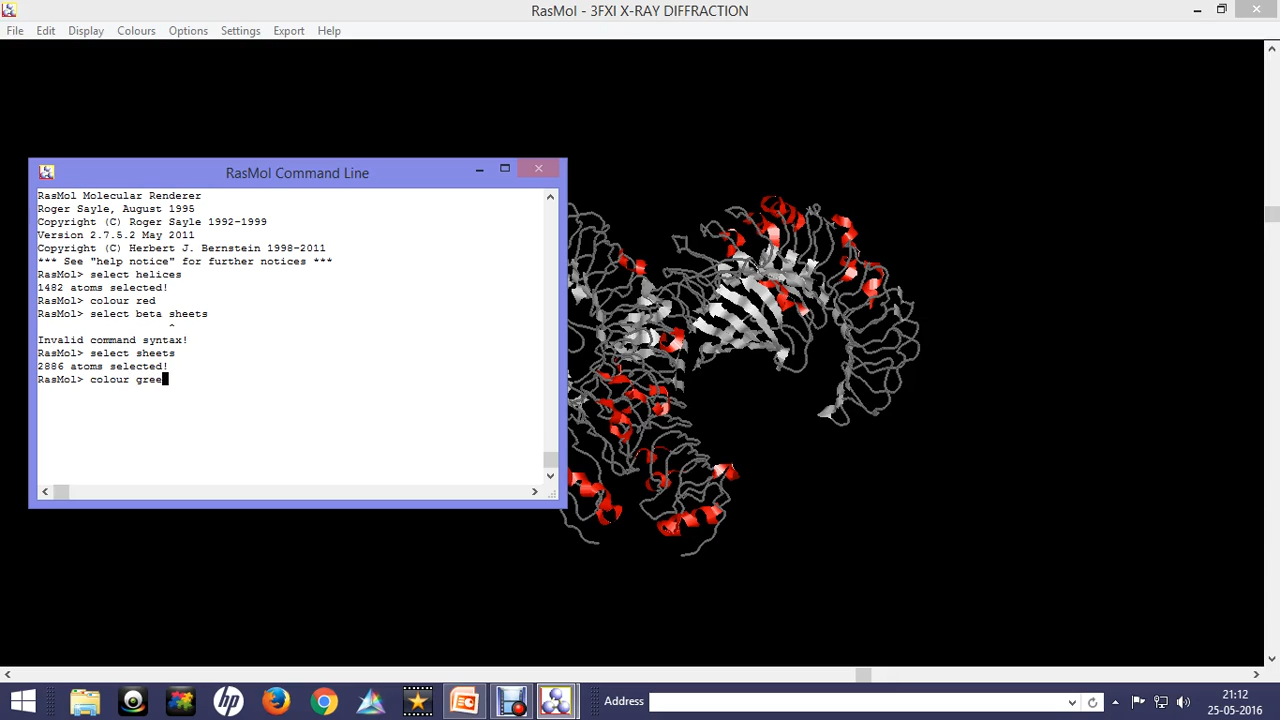 RasMol - 3FXI X-RAY DIFFRACTION
File Edit Display Colours Options Settings Export Help
RasMol Command Line
RasMol Molecular Renderer
Roger Sayle, August 1995
Copyright (C) Roger Sayle 1992-1999
Version 2.7.5.2 May 2011
Copyright (C) Herbert J. Bernstein 1998-2011
*** See "help notice" for further notices ***
RasMol> select helices
1482 atoms selected!
RasMol> colour red
RasMol> select beta sheets
^
Invalid command syntax!
RasMol> select sheets
2886 atoms selected!
RasMol> colour gree
hp
Address
21:12
25-05-2016